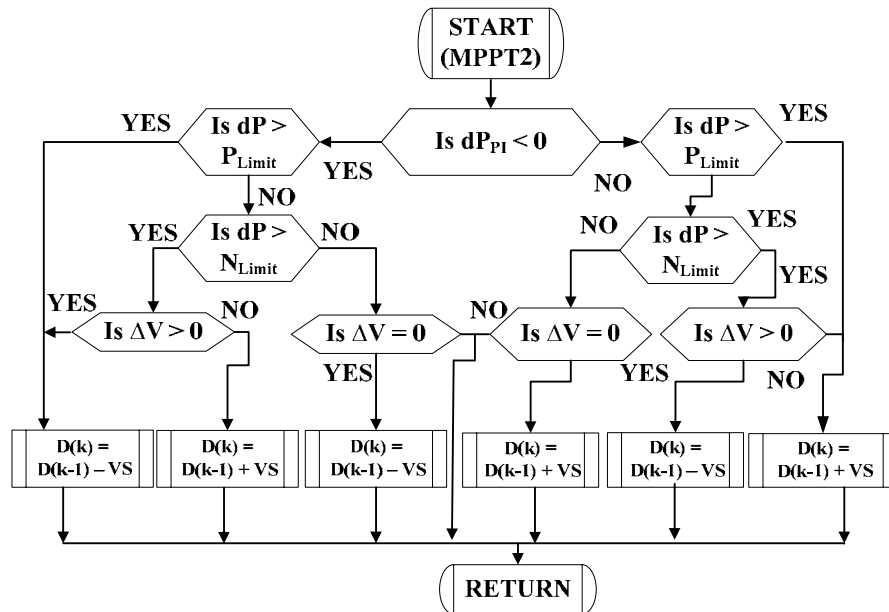 START
(MPPT2)
YES
Is dP >
P_Limit
YES
Is dP_PI < 0
NO
Is dP >
P_Limit
YES
NO
YES
Is dP >
N_Limit
NO
NO
Is dP >
N_Limit
YES
YES
YES
Is ΔV > 0
NO
Is ΔV = 0
YES
NO
Is ΔV = 0
YES
Is ΔV > 0
NO
D(k) =
D(k-1) – VS
D(k) =
D(k-1) + VS
D(k) =
D(k-1) – VS
D(k) =
D(k-1) + VS
D(k) =
D(k-1) – VS
D(k) =
D(k-1) + VS
RETURN